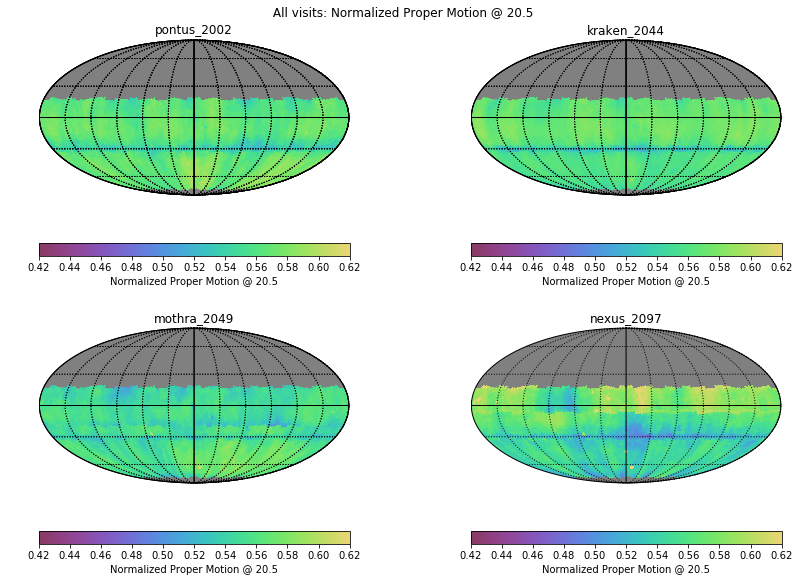 All visits: Normalized Proper Motion @ 20.5
pontus_2002
kraken_2044
0.42 0.44 0.46 0.48 0.50 0.52 0.54 0.56 0.58 0.60 0.62
Normalized Proper Motion @ 20.5
0.42 0.44 0.46 0.48 0.50 0.52 0.54 0.56 0.58 0.60 0.62
Normalized Proper Motion @ 20.5
mothra_2049
nexus_2097
0.42 0.44 0.46 0.48 0.50 0.52 0.54 0.56 0.58 0.60 0.62
Normalized Proper Motion @ 20.5
0.42 0.44 0.46 0.48 0.50 0.52 0.54 0.56 0.58 0.60 0.62
Normalized Proper Motion @ 20.5